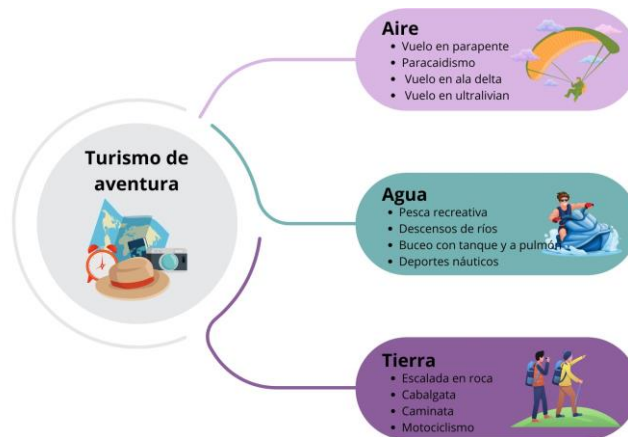 Turismo de
aventura
Aire
• Vuelo en parapente
• Paracaidismo
• Vuelo en ala delta
• Vuelo en ultralivian
Agua
• Pesca recreativa
• Descensos de ríos
• Buceo con tanque y a pulmón
• Deportes náuticos
Tierra
• Escalada en roca
• Cabalgata
• Caminata
• Motociclismo